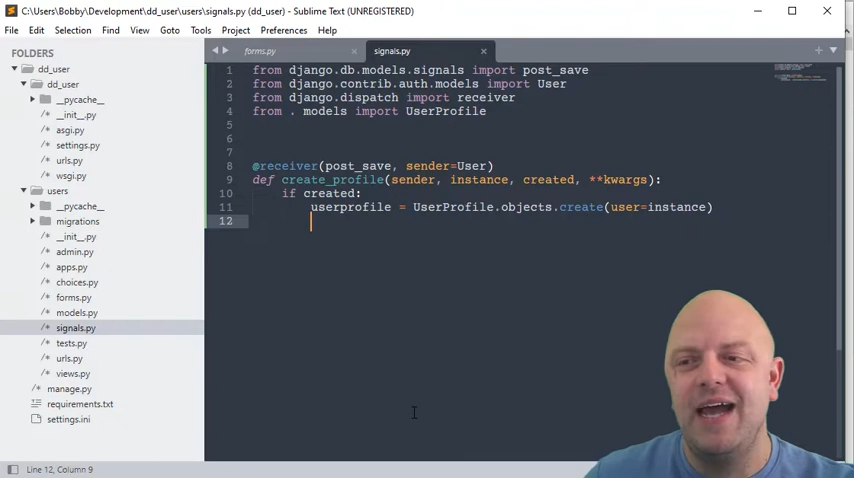 C:\Users\Bobby\Development\dd_user\users\signals.py (dd_user) - Sublime Text (UNREGISTERED)
File Edit Selection Find View Goto Tools Project Preferences Help
FOLDERS
dd_user
dd_user
__pycache__
__init__.py
asgi.py
settings.py
urls.py
wsgi.py
users
__pycache__
migrations
__init__.py
admin.py
apps.py
choices.py
forms.py
models.py
signals.py
tests.py
urls.py
views.py
manage.py
requirements.txt
settings.ini
forms.py
signals.py
1 from django.db.models.signals import post_save
2 from django.contrib.auth.models import User
3 from django.dispatch import receiver
4 from . models import UserProfile
5
6
7
8 @receiver(post_save, sender=User)
9 def create_profile(sender, instance, created, **kwargs):
10 if created:
11 userprofile = UserProfile.objects.create(user=instance)
12
Line 12, Column 9